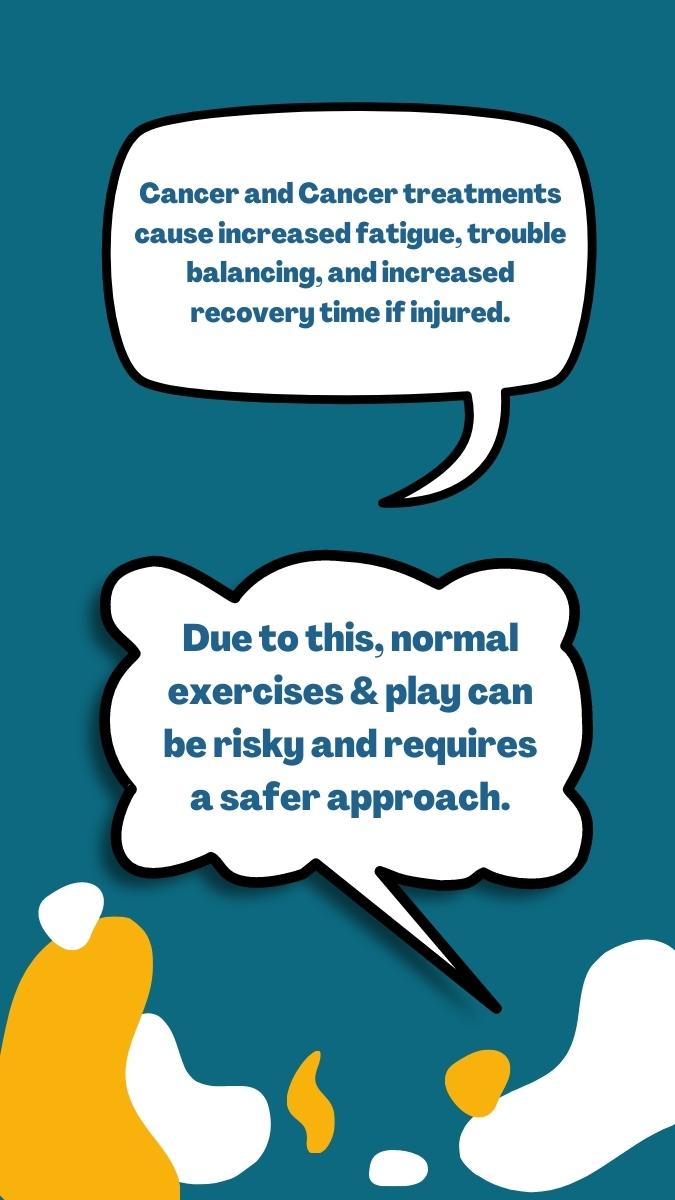 Cancer and Cancer treatments
cause increased fatigue, trouble
balancing, and increased
recovery time if injured.
Due to this, normal
exercises & play can
be risky and requires
a safer approach.